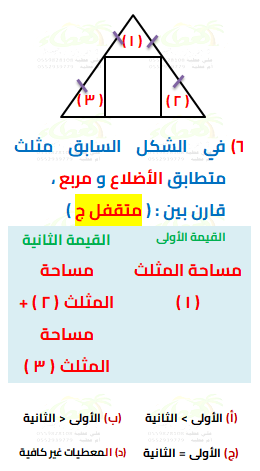 ( ١ )
( ٣ ) ( ٢ )
٦) في الشكل السابق مثلث
متطابق الأضلاع و مربع ،
قارن بين : ( متقفل ج )
القيمة الأولى القيمة الثانية
مساحة المثلث مساحة
( ١ ) المثلث ( ٢ ) +
مساحة
المثلث ( ٣ )
(أ) الأولى > الثانية (ب) الأولى < الثانية
(ج) الأولى = الثانية (د) المعطيات غير كافية